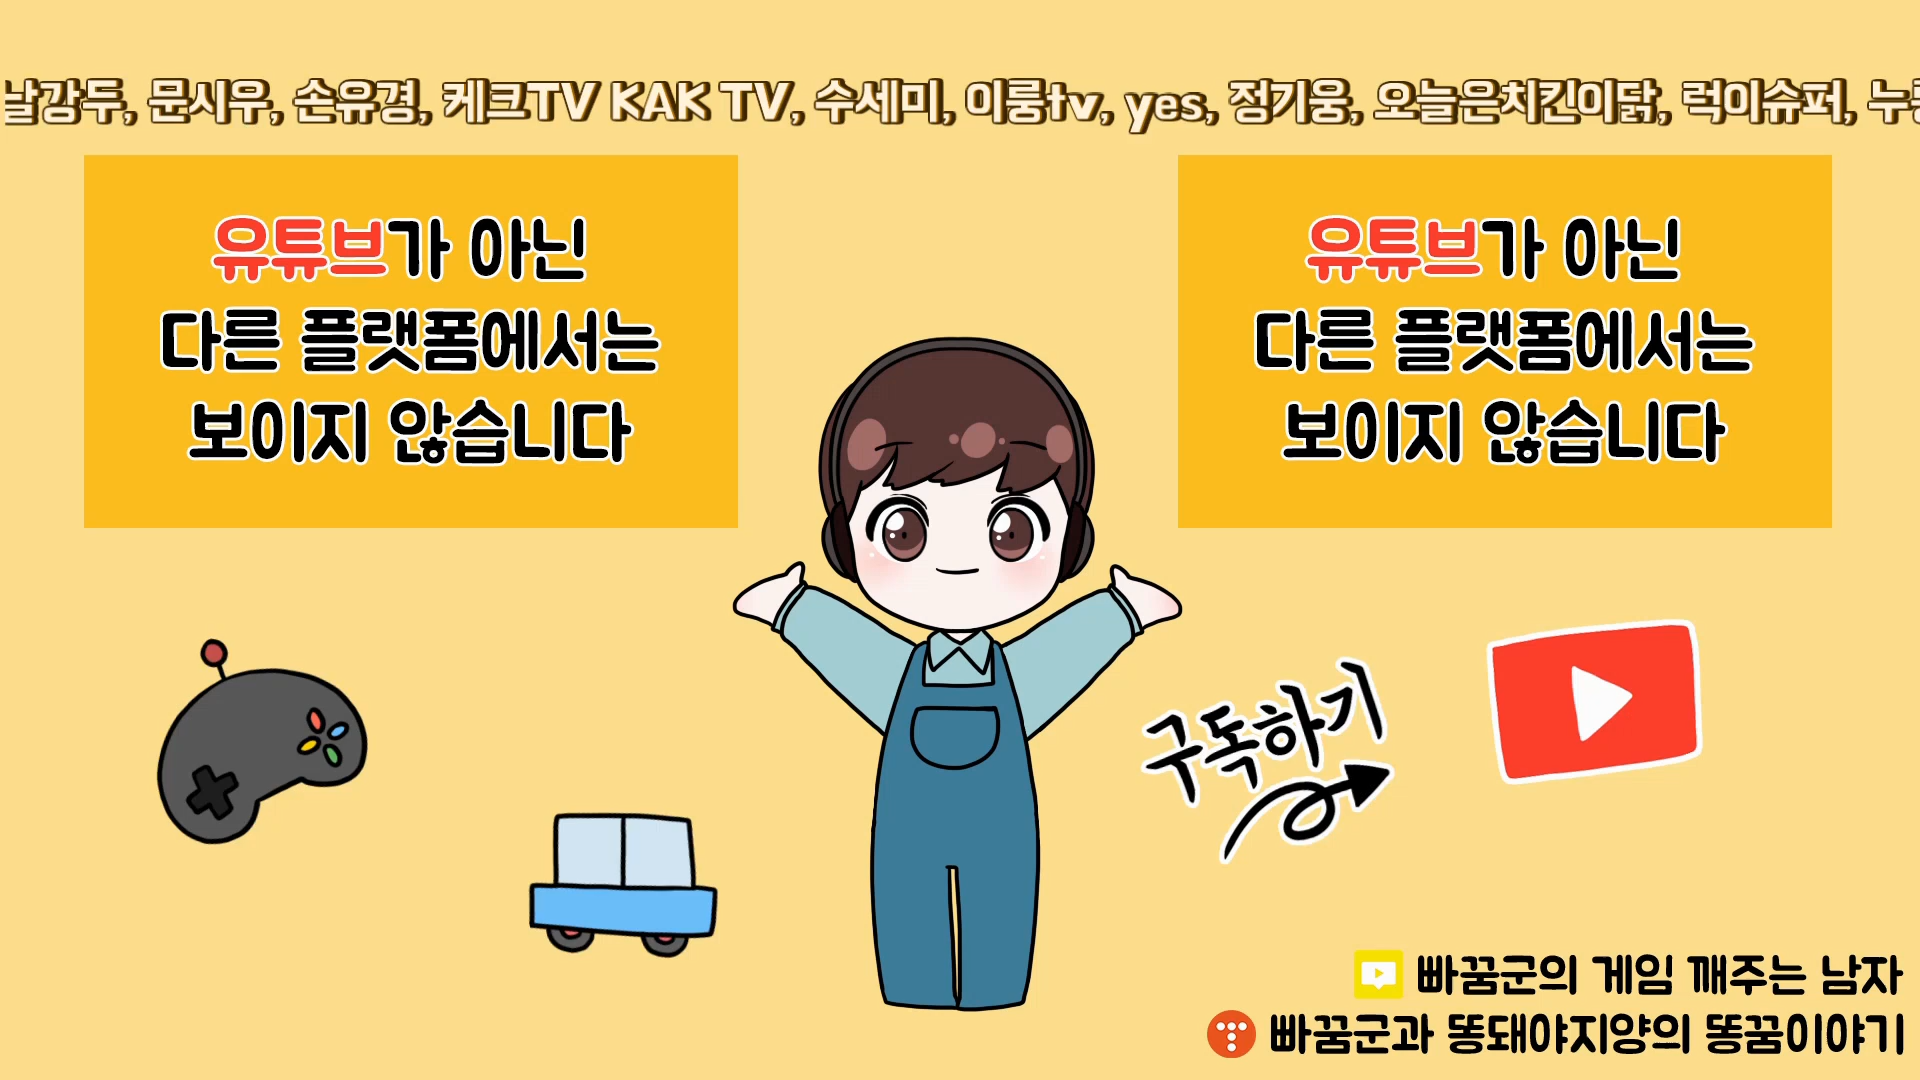 날강두, 문시우, 손유경, 케크TV KAK TV, 수세미, 이룽tv, yes, 정기웅, 오늘은치킨이닭, 럭이슈퍼,
유튜브가 아닌
다른 플랫폼에서는
보이지 않습니다
유튜브가 아닌
다른 플랫폼에서는
보이지 않습니다
구독하기
빠꿈군의 게임 깨주는 남자
빠꿈군과 똥돼야지양의 똥꿈이야기